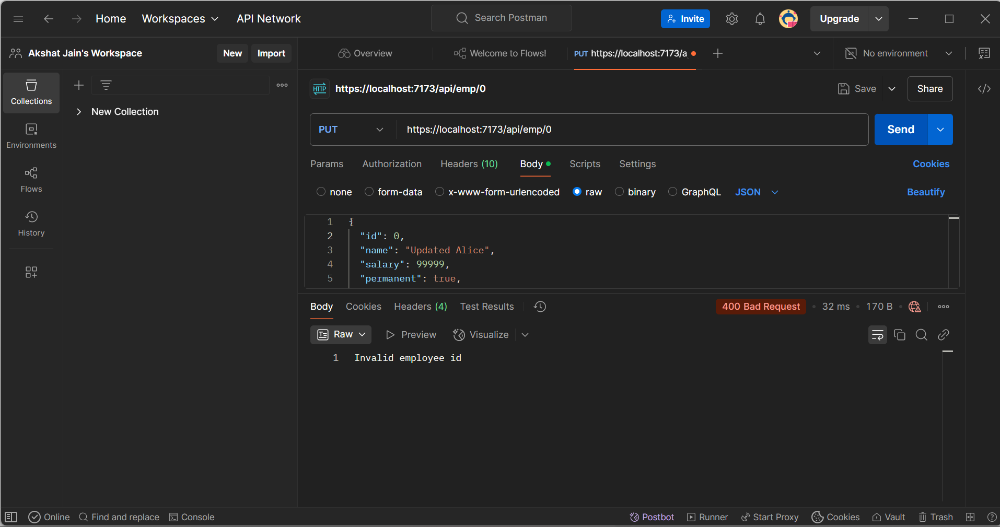 Home Workspaces API Network Search Postman Invite Upgrade
Akshat Jain's Workspace New Import Overview Welcome to Flows! PUT https://localhost:7173/a No environment
Collections
Environments
Flows
History
New Collection
HTTP https://localhost:7173/api/emp/0 Save Share
PUT https://localhost:7173/api/emp/0 Send
Params Authorization Headers (10) Body Scripts Settings Cookies
none form-data x-www-form-urlencoded raw binary GraphQL JSON Beautify
1 {
2 "id": 0,
3 "name": "Updated Alice",
4 "salary": 99999,
5 "permanent": true,
Body Cookies Headers (4) Test Results 400 Bad Request • 32 ms • 170 B •
Raw Preview Visualize
1 Invalid employee id
Online Find and replace Console Postbot Runner Start Proxy Cookies Vault Trash